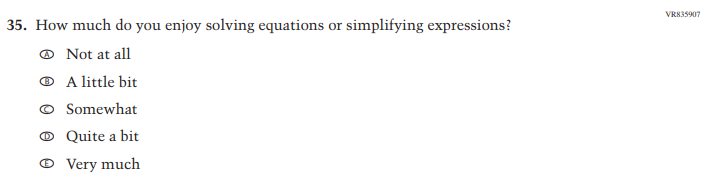 VR835907
35. How much do you enjoy solving equations or simplifying expressions?
A Not at all
B A little bit
C Somewhat
D Quite a bit
E Very much